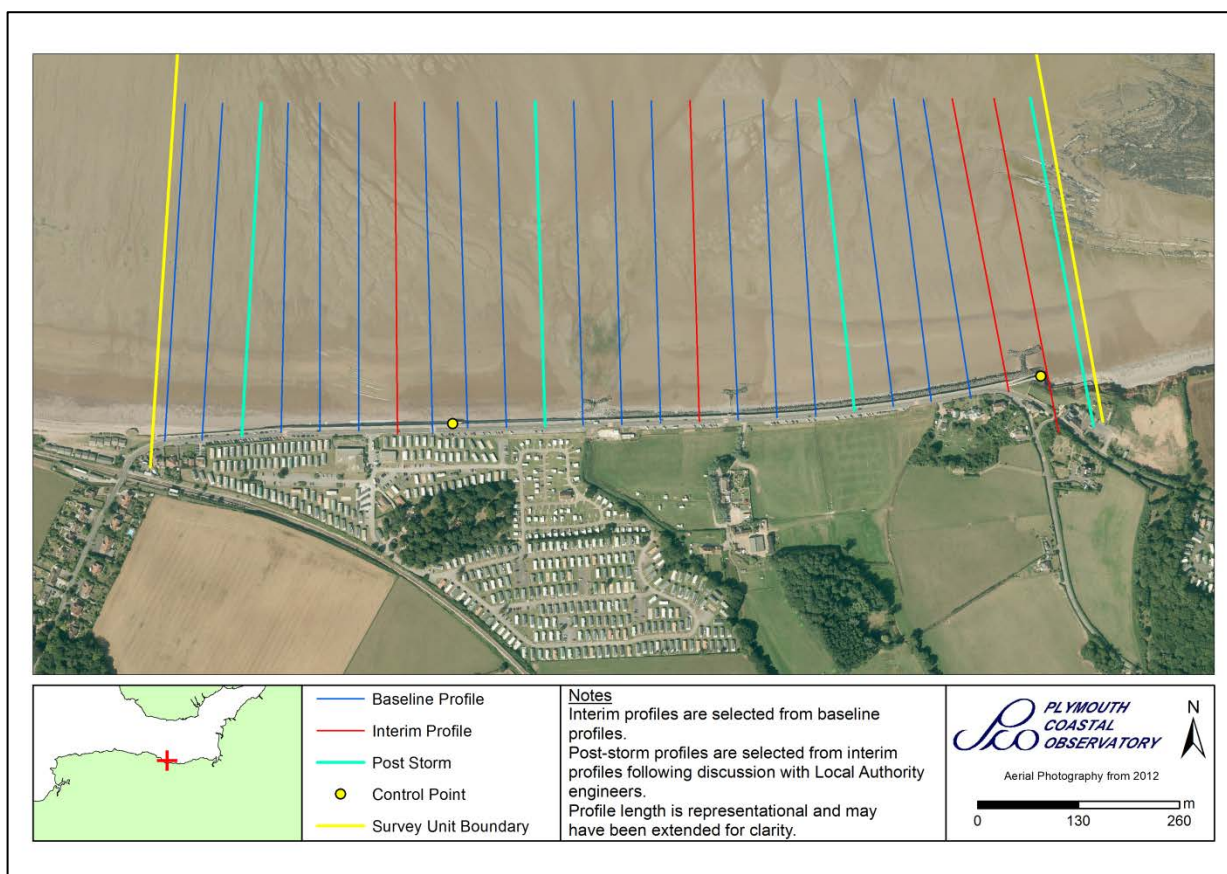 Baseline Profile
Interim Profile
Post Storm
Control Point
Survey Unit Boundary
Notes
Interim profiles are selected from baseline
profiles.
Post-storm profiles are selected from interim
profiles following discussion with Local Authority
engineers.
Profile length is representational and may
have been extended for clarity.
PLYMOUTH
COASTAL
OBSERVATORY
N
Aerial Photography from 2012
m
0 130 260